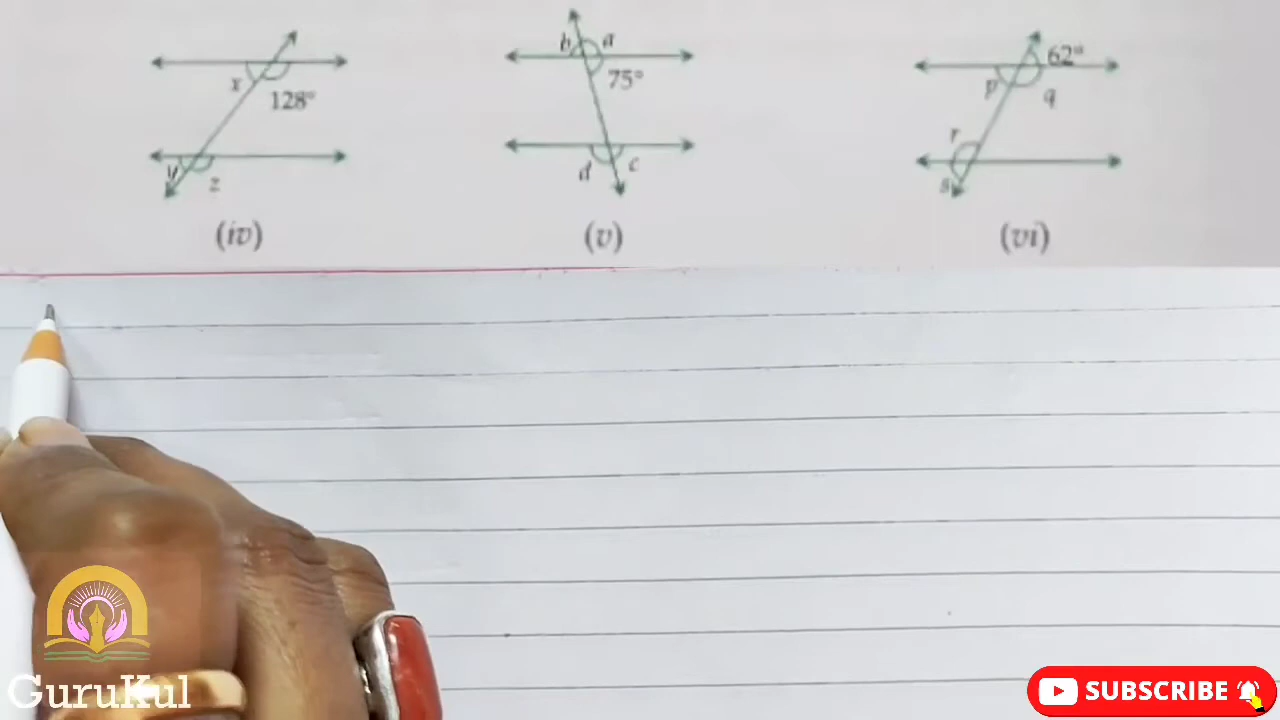 x 128°
y z
(iv)
b a
75°
d c
(v)
62°
p q
r
s
(vi)
GuruKul
SUBSCRIBE